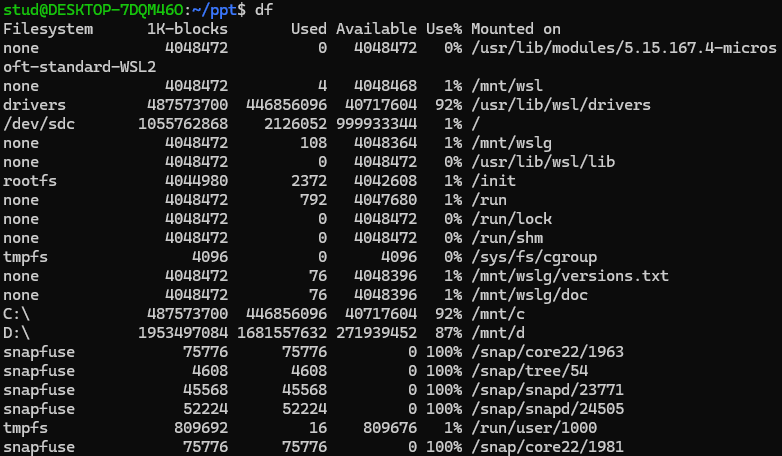 stud@DESKTOP-7DQM46O:~/ppt$ df
Filesystem      1K-blocks       Used Available Use% Mounted on
none              4048472          0   4048472   0% /usr/lib/modules/5.15.167.4-micros
oft-standard-WSL2
none              4048472          4   4048468   1% /mnt/wsl
drivers         487573700  446856096  40717604  92% /usr/lib/wsl/drivers
/dev/sdc       1055762868    2126052 999933344   1% /
none              4048472        108   4048364   1% /mnt/wslg
none              4048472          0   4048472   0% /usr/lib/wsl/lib
rootfs            4044980       2372   4042608   1% /init
none              4048472        792   4047680   1% /run
none              4048472          0   4048472   0% /run/lock
none              4048472          0   4048472   0% /run/shm
tmpfs                4096          0      4096   0% /sys/fs/cgroup
none              4048472         76   4048396   1% /mnt/wslg/versions.txt
none              4048472         76   4048396   1% /mnt/wslg/doc
C:\             487573700  446856096  40717604  92% /mnt/c
D:\            1953497084 1681557632 271939452  87% /mnt/d
snapfuse            75776      75776         0 100% /snap/core22/1963
snapfuse             4608       4608         0 100% /snap/tree/54
snapfuse            45568      45568         0 100% /snap/snapd/23771
snapfuse            52224      52224         0 100% /snap/snapd/24505
tmpfs              809692         16    809676   1% /run/user/1000
snapfuse            75776      75776         0 100% /snap/core22/1981